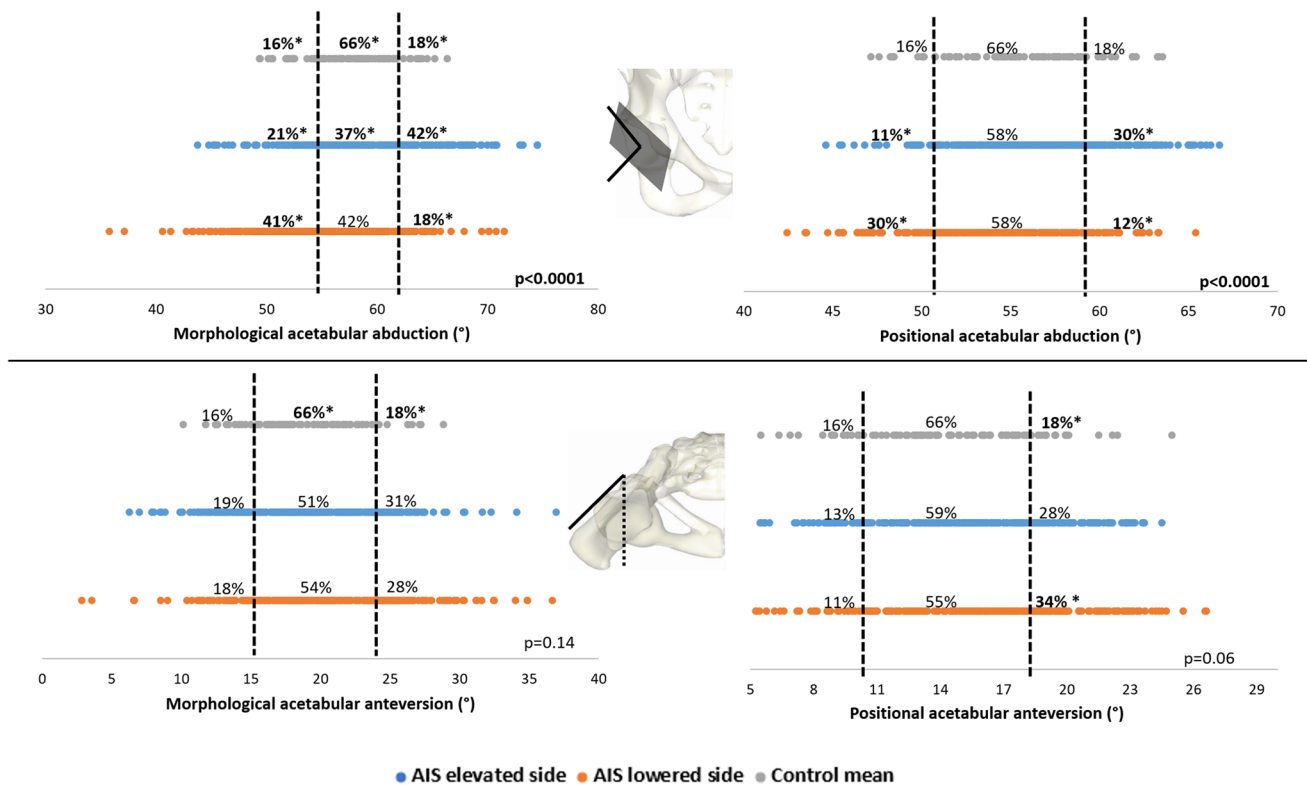 16%* 66%* 18%*
21%* 37%* 42%*
41%* 42% 18%*
p<0.0001
30 40 50 60 70 80
Morphological acetabular abduction (°)
16% 66% 18%
11%* 58% 30%*
30%* 58% 12%*
p<0.0001
40 45 50 55 60 65 70
Positional acetabular abduction (°)
16% 66%* 18%*
19% 51% 31%
18% 54% 28%
p=0.14
0 5 10 15 20 25 30 35 40
Morphological acetabular anteversion (°)
16% 66% 18%*
13% 59% 28%
11% 55% 34% *
p=0.06
5 8 11 14 17 20 23 26 29
Positional acetabular anteversion (°)
AIS elevated side AIS lowered side Control mean